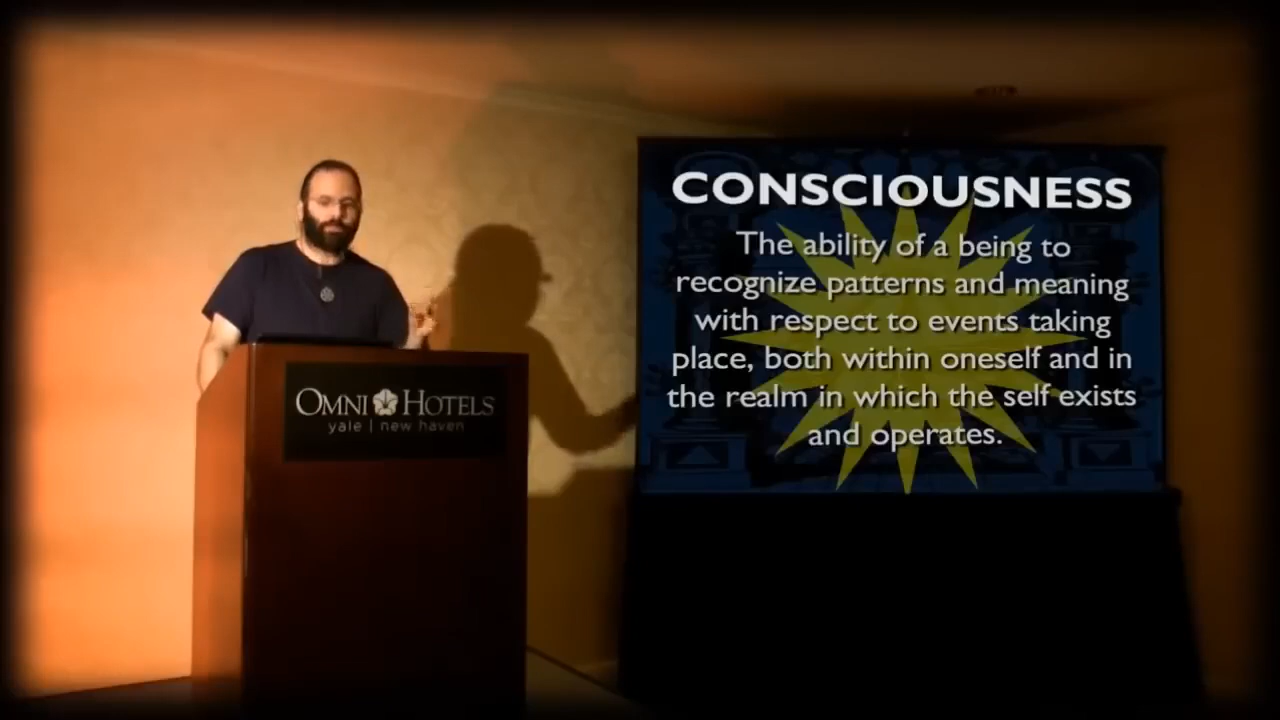 OMNI HOTELS
yale | new haven
CONSCIOUSNESS
The ability of a being to
recognize patterns and meaning
with respect to events taking
place, both within oneself and in
the realm in which the self exists
and operates.